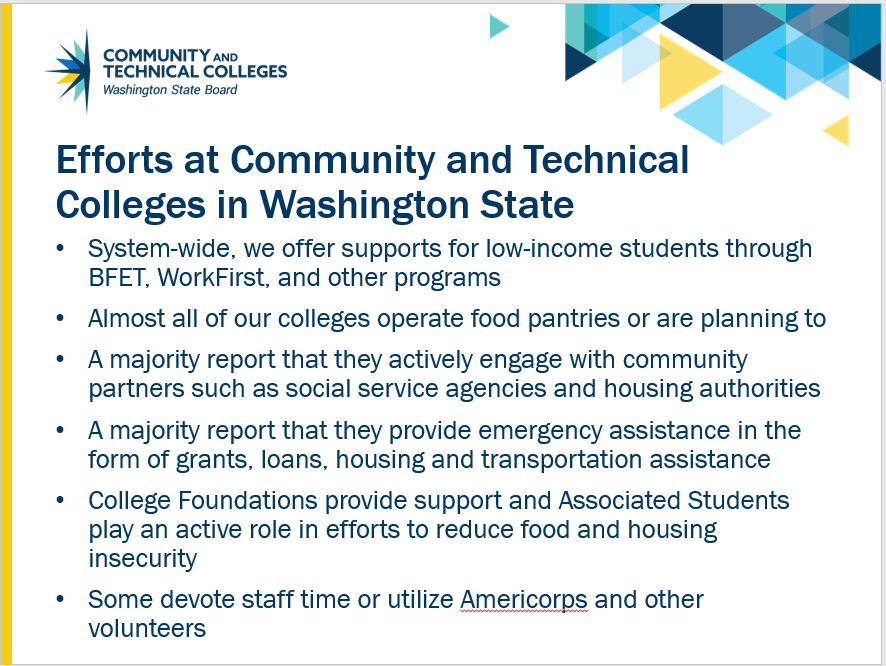 COMMUNITY AND
TECHNICAL COLLEGES
Washington State Board
Efforts at Community and Technical
Colleges in Washington State
• System-wide, we offer supports for low-income students through
BFET, WorkFirst, and other programs
• Almost all of our colleges operate food pantries or are planning to
• A majority report that they actively engage with community
partners such as social service agencies and housing authorities
• A majority report that they provide emergency assistance in the
form of grants, loans, housing and transportation assistance
• College Foundations provide support and Associated Students
play an active role in efforts to reduce food and housing
insecurity
• Some devote staff time or utilize Americorps and other
volunteers